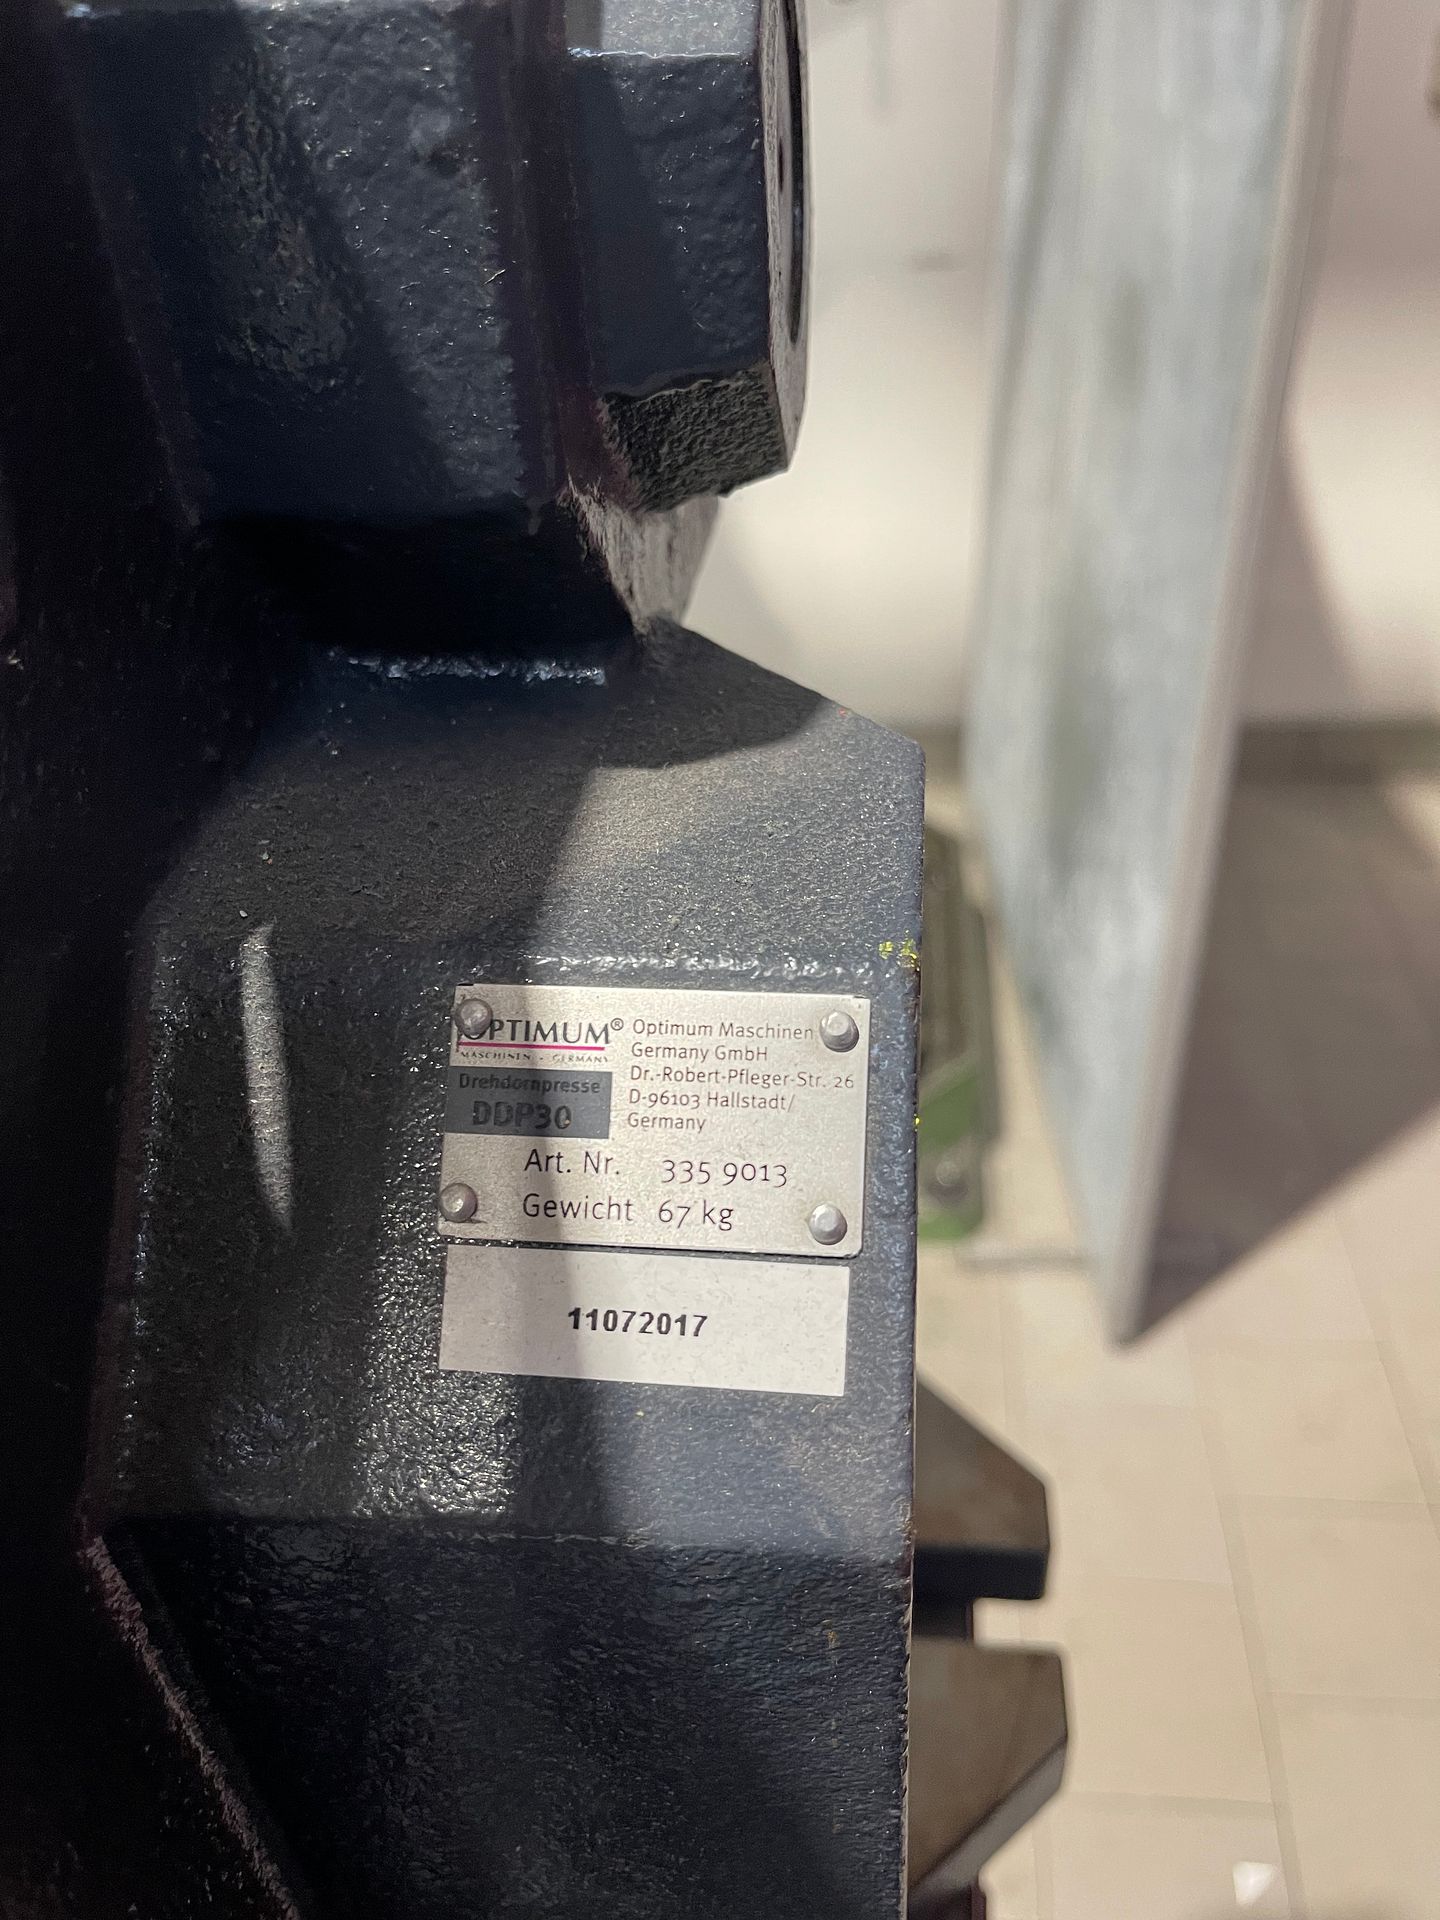 OPTIMUM®
MASCHINEN - GERMANY
Drehdornpresse
DDP30
Optimum Maschinen
Germany GmbH
Dr.-Robert-Pfleger-Str. 26
D-96103 Hallstadt/
Germany
Art. Nr. 335 9013
Gewicht 67 kg
11072017